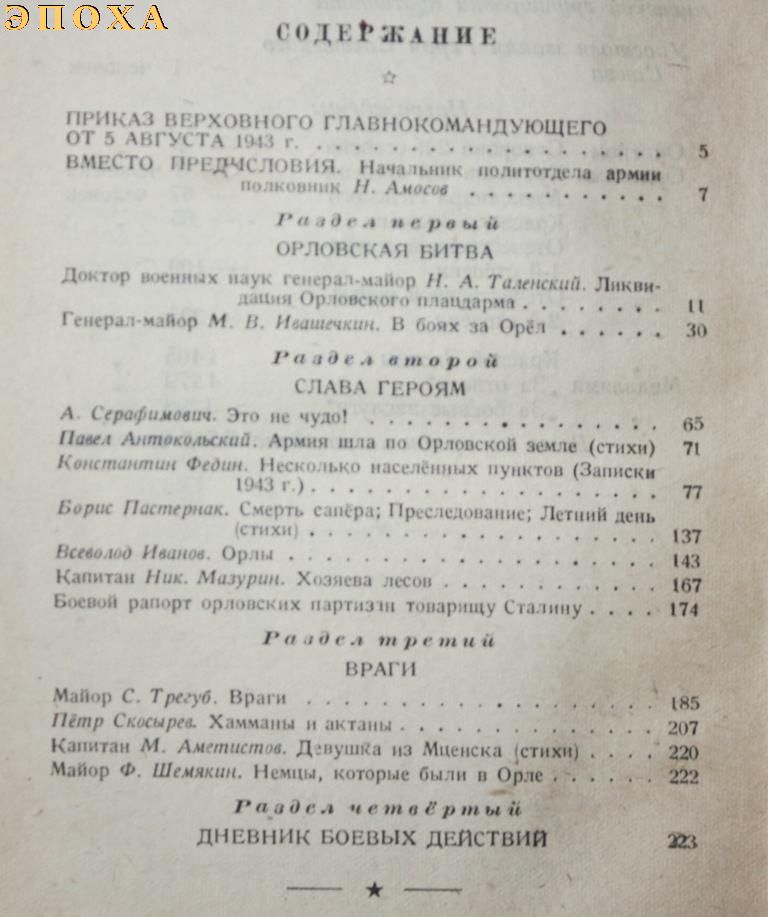 ЭПОХА
СОДЕРЖАНИЕ
ПРИКАЗ ВЕРХОВНОГО ГЛАВНОКОМАНДУЮЩЕГО
ОТ 5 АВГУСТА 1943 г. . . . . . . . . . . . . . . . . 5
ВМЕСТО ПРЕДИСЛОВИЯ. Начальник политотдела армии
полковник Н. Амосов . . . . . . . . . . 7
Раздел первый
ОРЛОВСКАЯ БИТВА
Доктор военных наук генерал-майор Н. А. Таленский. Ликви-
дация Орловского плацдарма . . . . . . . . 11
Генерал-майор М. В. Ивашечкин. В боях за Орёл . . . . . . 30
Раздел второй
СЛАВА ГЕРОЯМ
А. Серафимович. Это не чудо! . . . . . . . . . . . . . . 65
Павел Антокольский. Армия шла по Орловской земле (стихи) 71
Константин Федин. Несколько населённых пунктов (Записки
1943 г.) . . . . . . . . . . . . . . . . . 77
Борис Пастернак. Смерть сапёра; Преследование; Летний день
(стихи) . . . . . . . . . . . . . . . . . 137
Всеволод Иванов. Орлы . . . . . . . . . . . . . . . . . . 143
Капитан Ник. Мазурин. Хозяева лесов . . . . . . . . . . . 167
Боевой рапорт орловских партизан товарищу Сталину . . . . 174
Раздел третий
ВРАГИ
Майор С. Трегуб. Враги . . . . . . . . . . . . . . . . . 185
Пётр Скосырев. Хамманы и актаны . . . . . . . . . . . . . 207
Капитан М. Аметистов. Девушка из Мценска (стихи) . . . . 220
Майор Ф. Шемякин. Немцы, которые были в Орле . . . . . . 222
Раздел четвёртый
ДНЕВНИК БОЕВЫХ ДЕЙСТВИЙ 223